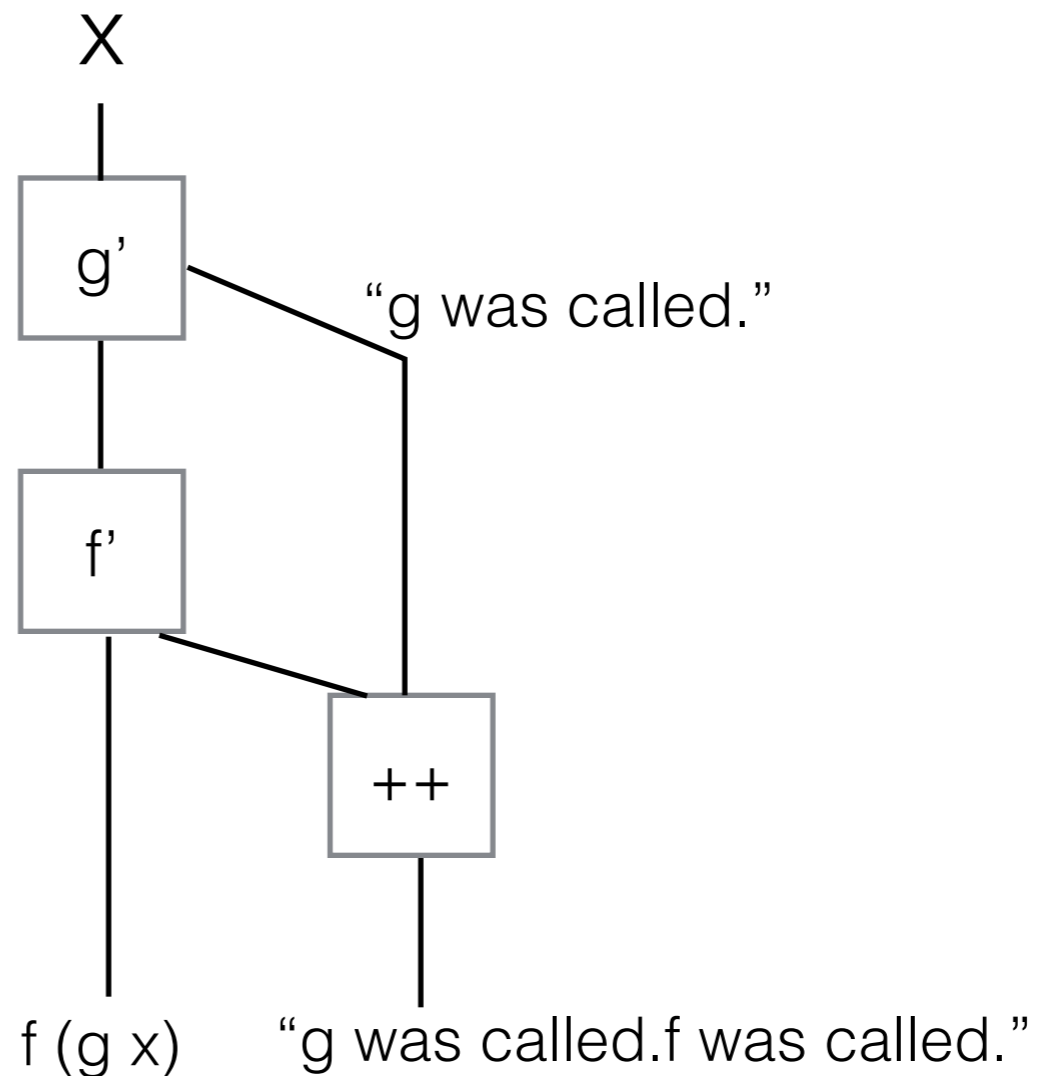 X
g’
“g was called.”
f’
++
f (g x)
“g was called.f was called.”